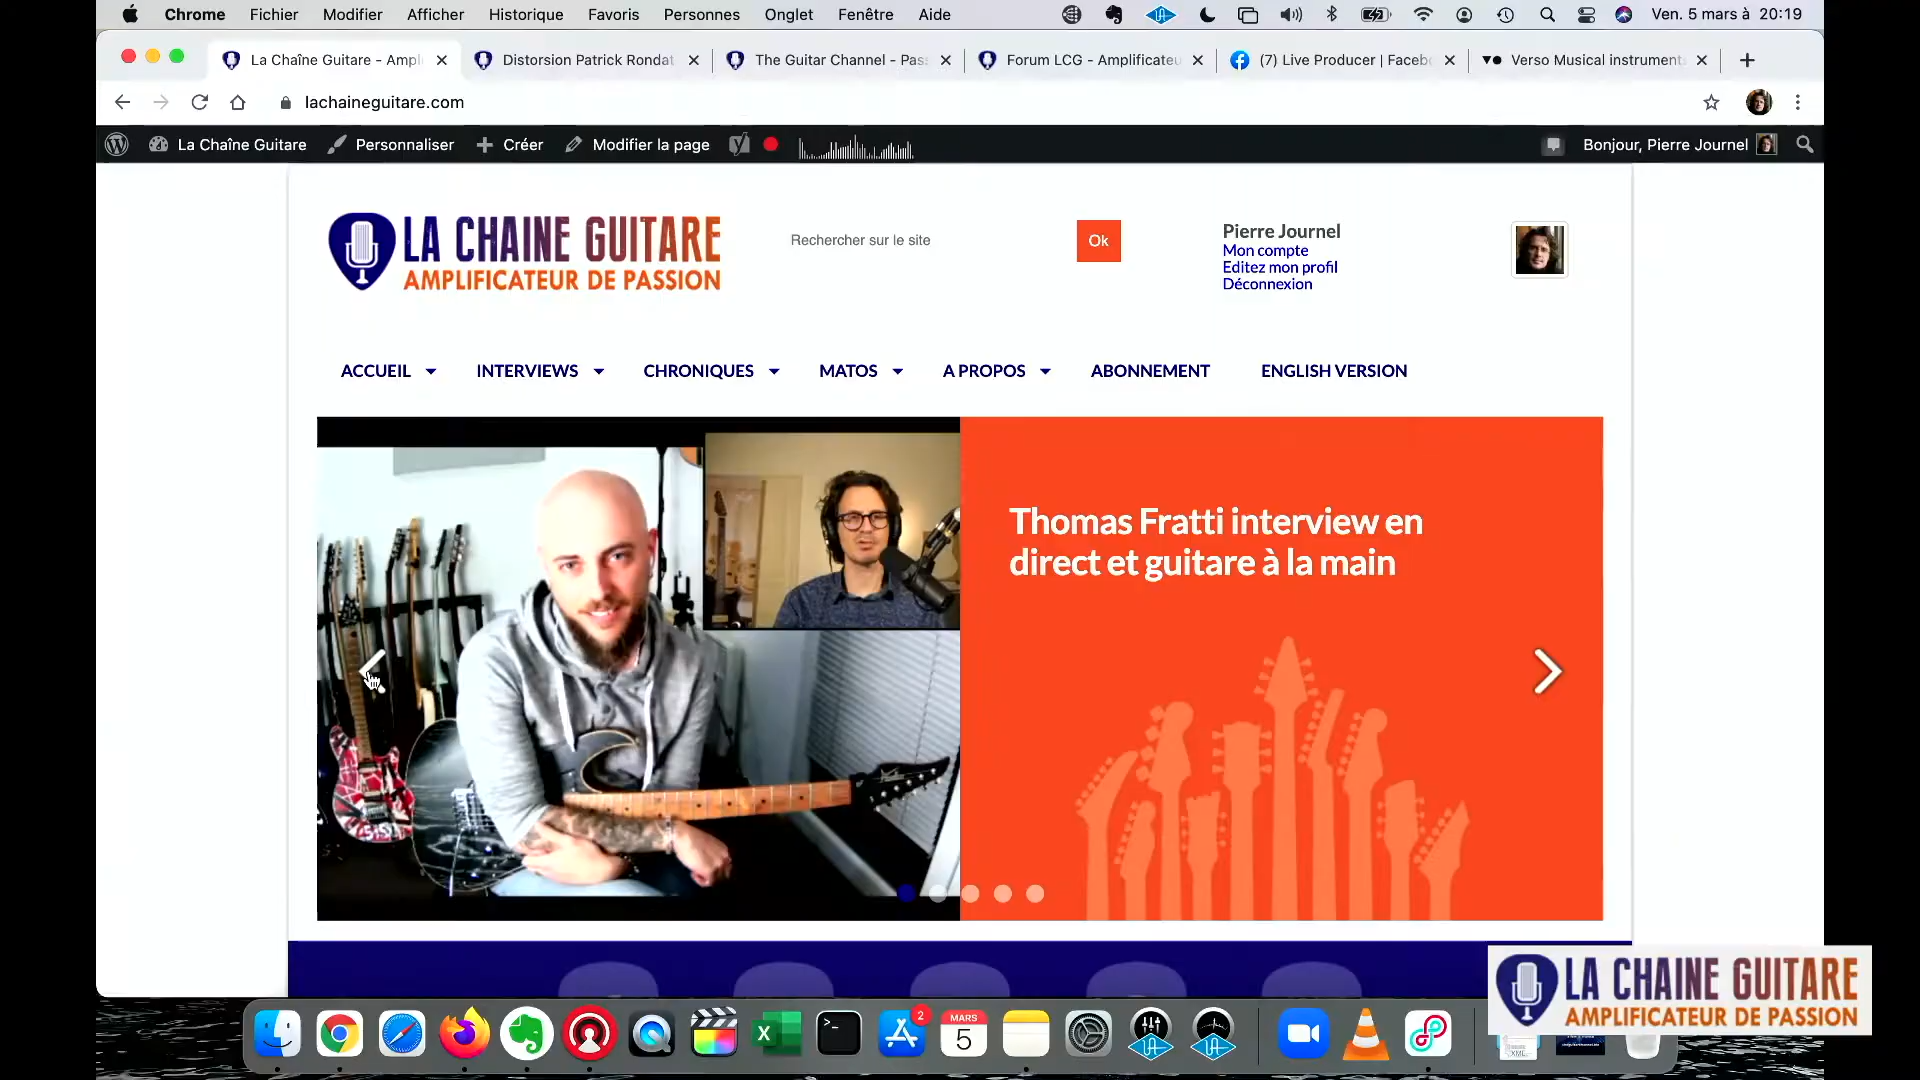 Chrome Fichier Modifier Afficher Historique Favoris Personnes Onglet Fenêtre Aide Ven. 5 mars à 20:19
La Chaîne Guitare - Ampli Distorsion Patrick Rondat The Guitar Channel - Pas Forum LCG - Amplificateu (7) Live Producer | Faceb Verso Musical instrument
lachaineguitare.com
La Chaîne Guitare Personnaliser Créer Modifier la page Bonjour, Pierre Journel
LA CHAINE GUITARE
AMPLIFICATEUR DE PASSION
Rechercher sur le site
Ok
Pierre Journel
Mon compte
Editez mon profil
Déconnexion
ACCUEIL INTERVIEWS CHRONIQUES MATOS A PROPOS ABONNEMENT ENGLISH VERSION
Thomas Fratti interview en
direct et guitare à la main
LA CHAINE GUITARE
AMPLIFICATEUR DE PASSION
2
MARS
5
XML